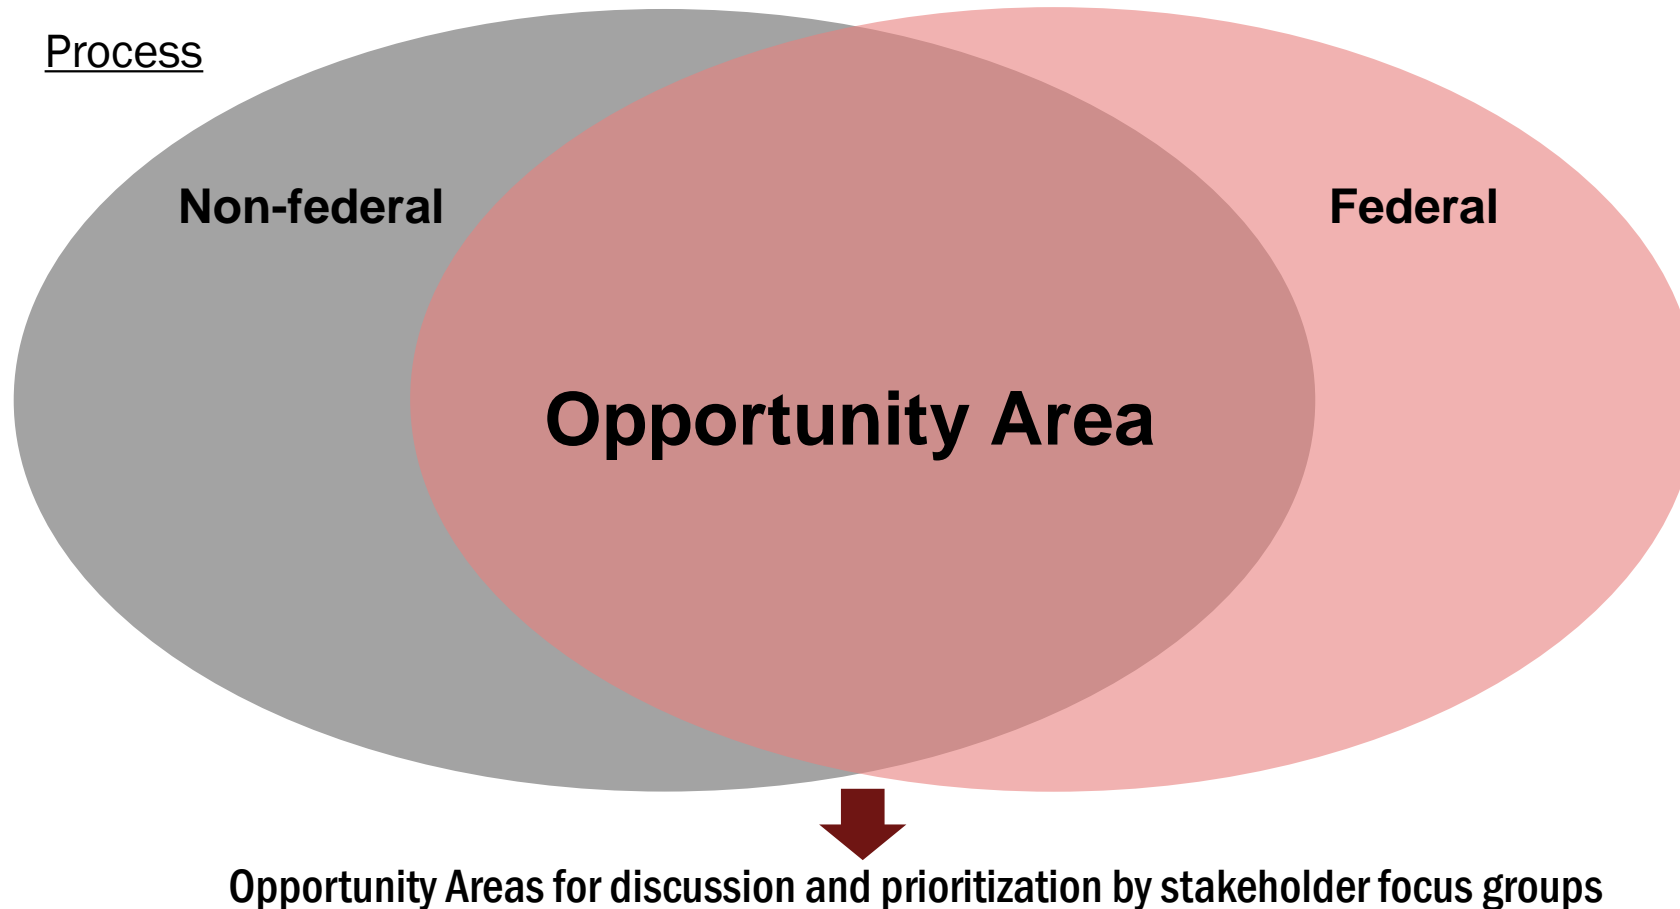 Process
Non-federal
Federal
Opportunity Area
Opportunity Areas for discussion and prioritization by stakeholder focus groups